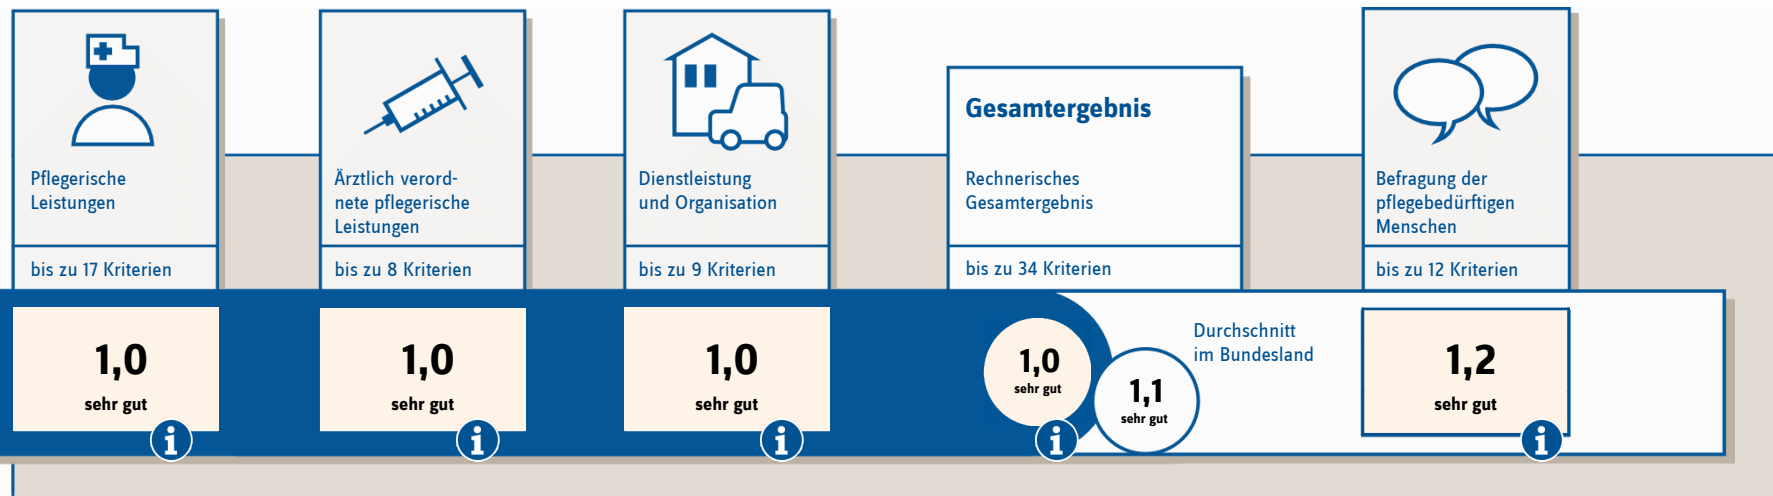 Pflegerische
Leistungen
bis zu 17 Kriterien
1,0
sehr gut
i
Ärztlich verord-
nete pflegerische
Leistungen
bis zu 8 Kriterien
1,0
sehr gut
i
Dienstleistung
und Organisation
bis zu 9 Kriterien
1,0
sehr gut
i
Gesamtergebnis
Rechnerisches
Gesamtergebnis
bis zu 34 Kriterien
1,0
sehr gut
i
Durchschnitt
im Bundesland
1,1
sehr gut
Befragung der
pflegebedürftigen
Menschen
bis zu 12 Kriterien
1,2
sehr gut
i